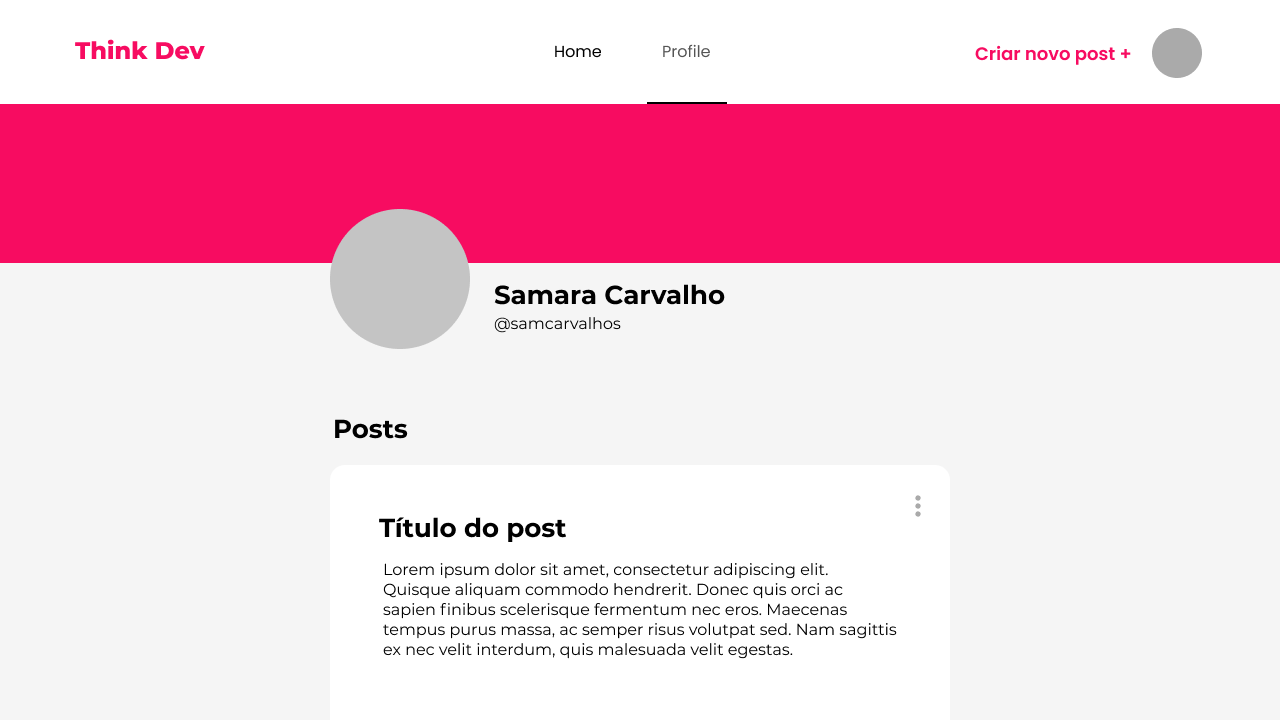 Think Dev
Home
Profile
Criar novo post +
Samara Carvalho
@samcarvalhos
Posts
Título do post
Lorem ipsum dolor sit amet, consectetur adipiscing elit.
Quisque aliquam commodo hendrerit. Donec quis orci ac
sapien finibus scelerisque fermentum nec eros. Maecenas
tempus purus massa, ac semper risus volutpat sed. Nam sagittis
ex nec velit interdum, quis malesuada velit egestas.